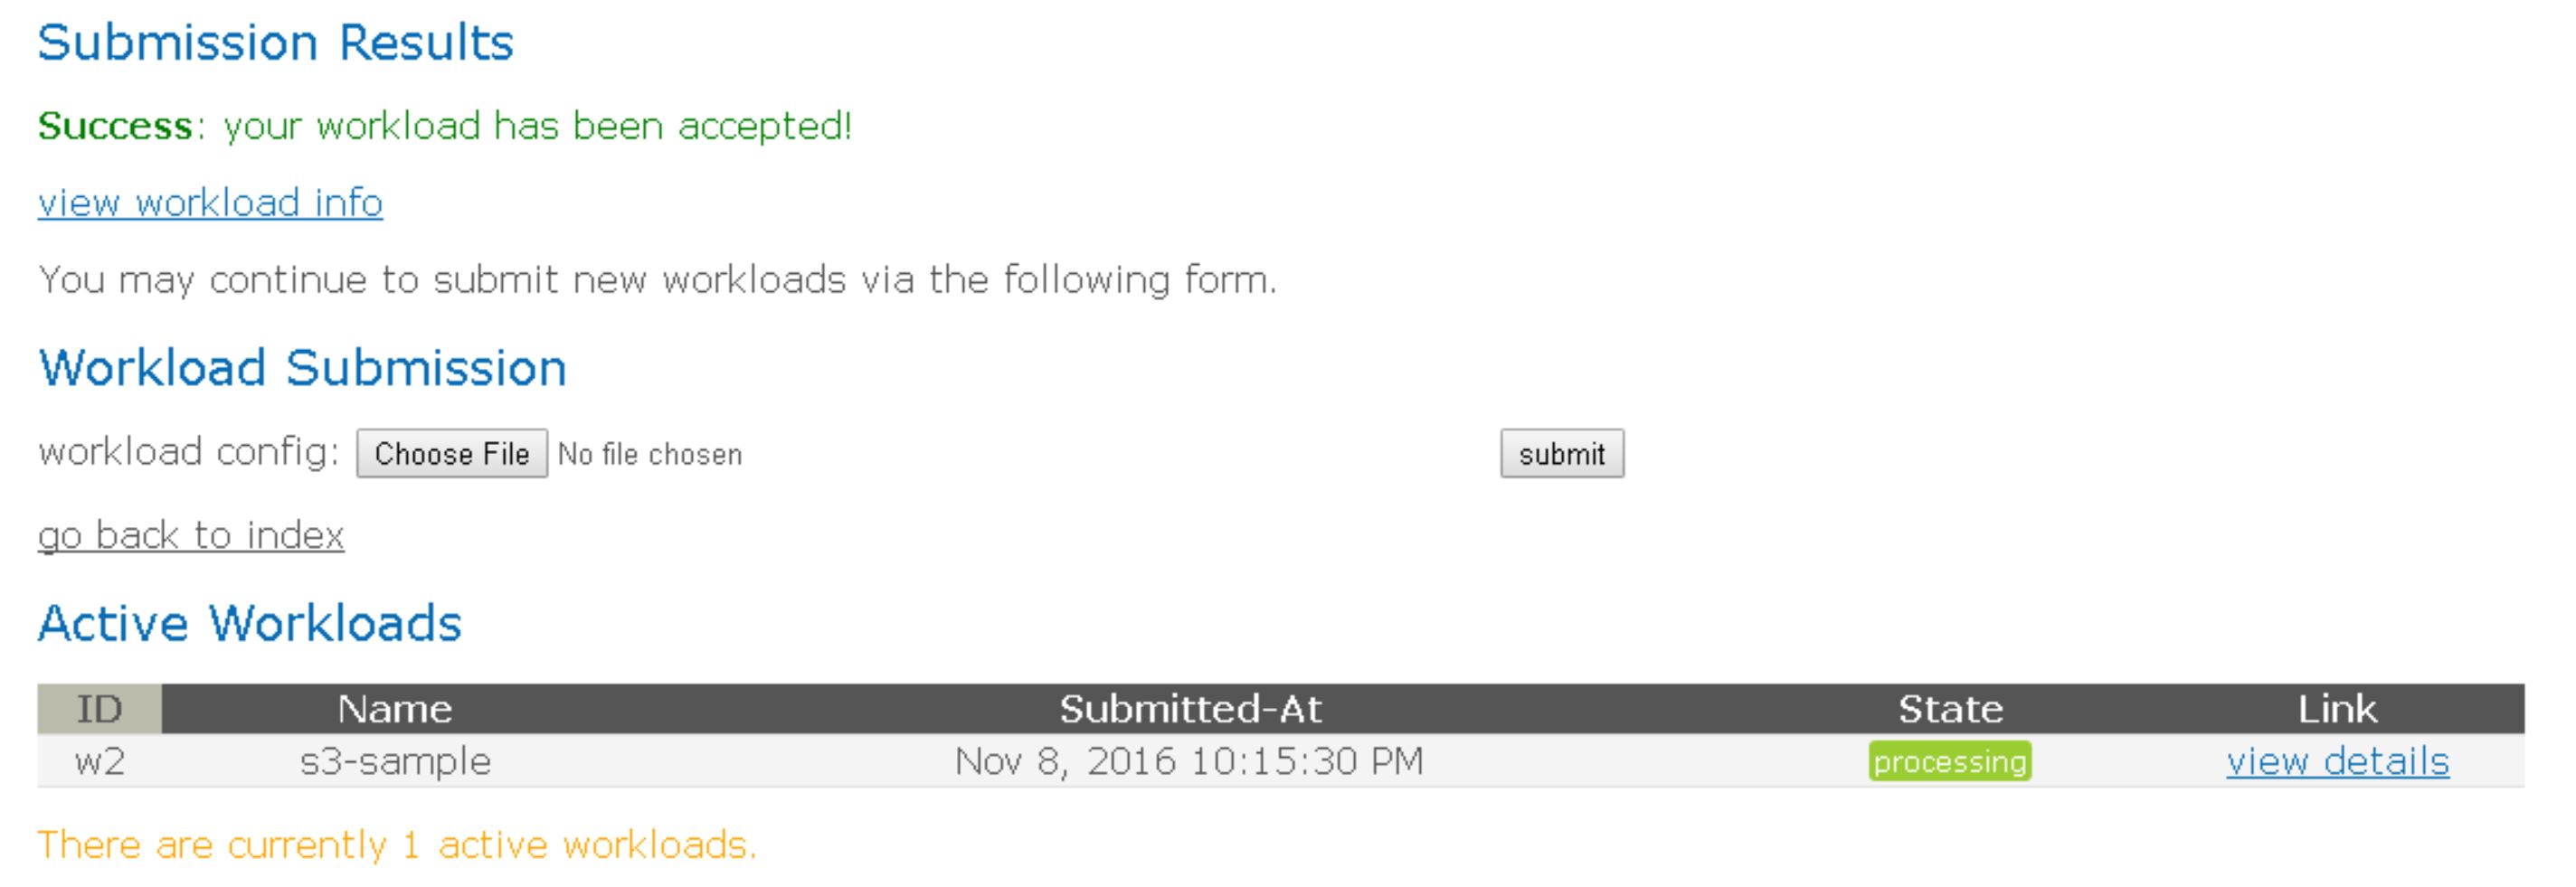 Submission Results
Success: your workload has been accepted!
view workload info
You may continue to submit new workloads via the following form.
Workload Submission
workload config: Choose File No file chosen submit
go back to index
Active Workloads
ID Name Submitted-At State Link
w2 s3-sample Nov 8, 2016 10:15:30 PM processing view details
There are currently 1 active workloads.